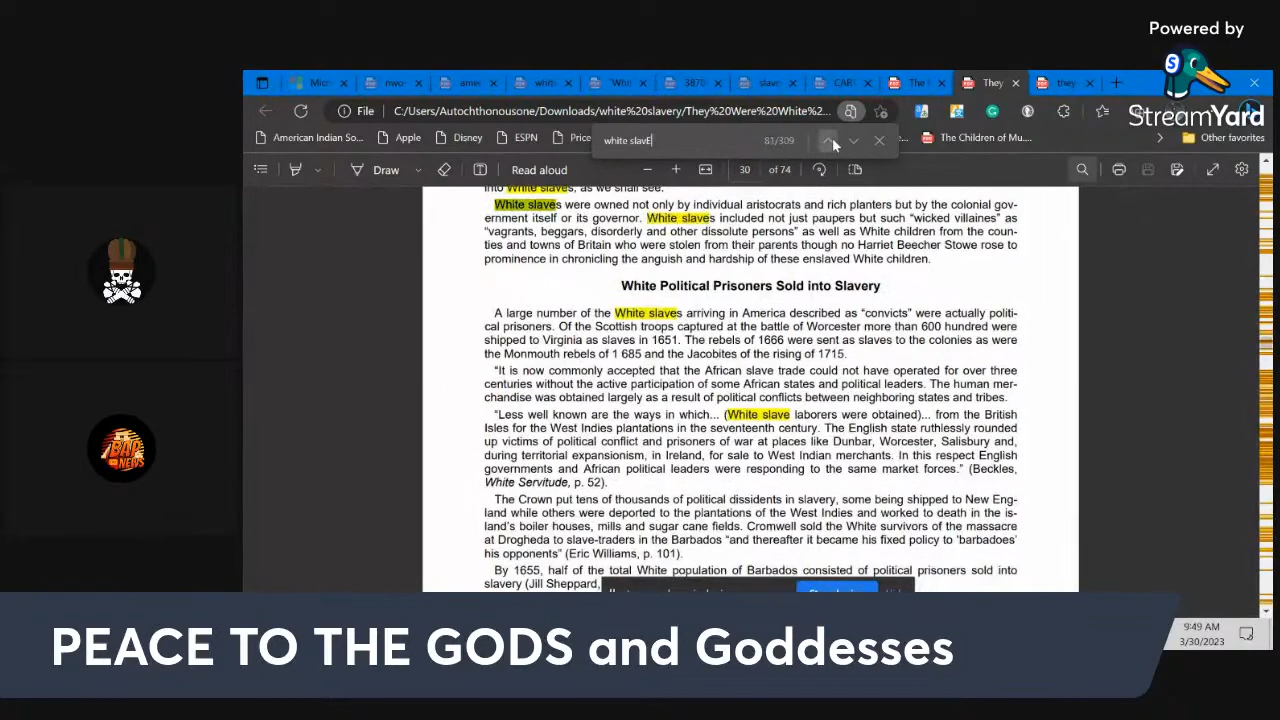 Powered by
StreamYard
Micr
nwo-
amer
white
'Whi
3870
slave
CART
The I
They
they
File C:/Users/Autochthonousone/Downloads/white%20slavery/They%20Were%20White%2...
American Indian So...
Apple
Disney
ESPN
Price
The Children of Mu...
Other favorites
white slavE 81/309
Draw
Read aloud
30 of 74
into White slaves, as we shall see.
White slaves were owned not only by individual aristocrats and rich planters but by the colonial gov-
ernment itself or its governor. White slaves included not just paupers but such “wicked villaines” as
“vagrants, beggars, disorderly and other dissolute persons” as well as White children from the coun-
ties and towns of Britain who were stolen from their parents though no Harriet Beecher Stowe rose to
prominence in chronicling the anguish and hardship of these enslaved White children.
White Political Prisoners Sold into Slavery
A large number of the White slaves arriving in America described as “convicts” were actually politi-
cal prisoners. Of the Scottish troops captured at the battle of Worcester more than 600 hundred were
shipped to Virginia as slaves in 1651. The rebels of 1666 were sent as slaves to the colonies as were
the Monmouth rebels of 1 685 and the Jacobites of the rising of 1715.
“It is now commonly accepted that the African slave trade could not have operated for over three
centuries without the active participation of some African states and political leaders. The human mer-
chandise was obtained largely as a result of political conflicts between neighboring states and tribes.
“Less well known are the ways in which... (White slave laborers were obtained)... from the British
Isles for the West Indies plantations in the seventeenth century. The English state ruthlessly rounded
up victims of political conflict and prisoners of war at places like Dunbar, Worcester, Salisbury and,
during territorial expansionism, in Ireland, for sale to West Indian merchants. In this respect English
governments and African political leaders were responding to the same market forces.” (Beckles,
White Servitude, p. 52).
The Crown put tens of thousands of political dissidents in slavery, some being shipped to New Eng-
land while others were deported to the plantations of the West Indies and worked to death in the is-
land’s boiler houses, mills and sugar cane fields. Cromwell sold the White survivors of the massacre
at Drogheda to slave-traders in the Barbados “and thereafter it became his fixed policy to ‘barbadoes’
his opponents” (Eric Williams, p. 101).
By 1655, half of the total White population of Barbados consisted of political prisoners sold into
slavery (Jill Sheppard,
BAP
NEWS
9:49 AM
3/30/2023
PEACE TO THE GODS and Goddesses